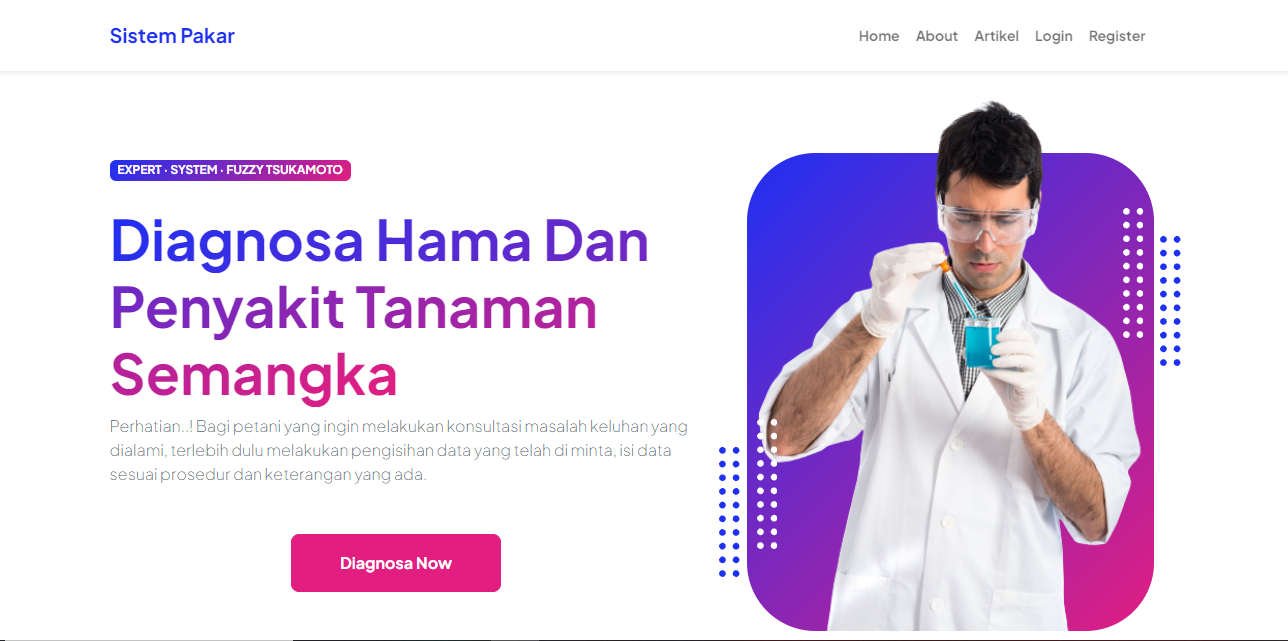 Sistem Pakar
Home About Artikel Login Register
EXPERT · SYSTEM · FUZZY TSUKAMOTO
Diagnosa Hama Dan
Penyakit Tanaman
Semangka
Perhatian..! Bagi petani yang ingin melakukan konsultasi masalah keluhan yang
dialami, terlebih dulu melakukan pengisihan data yang telah di minta, isi data
sesuai prosedur dan keterangan yang ada.
Diagnosa Now